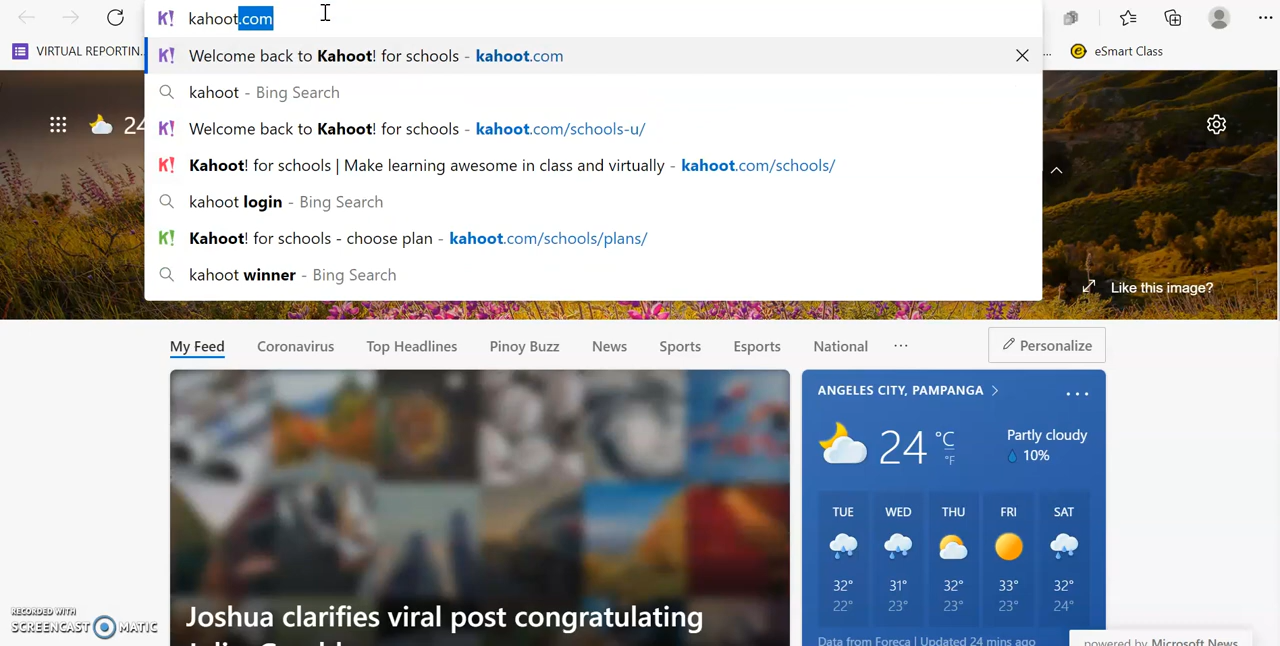 K! kahoot.com
VIRTUAL REPORTIN...
K! Welcome back to Kahoot! for schools - kahoot.com
... eSmart Class
kahoot - Bing Search
24
K! Welcome back to Kahoot! for schools - kahoot.com/schools-u/
K! Kahoot! for schools | Make learning awesome in class and virtually - kahoot.com/schools/
kahoot login - Bing Search
K! Kahoot! for schools - choose plan - kahoot.com/schools/plans/
kahoot winner - Bing Search
Like this image?
My Feed Coronavirus Top Headlines Pinoy Buzz News Sports Esports National ... Personalize
ANGELES CITY, PAMPANGA > ...
24 °C °F
Partly cloudy
10%
TUE WED THU FRI SAT
32° 31° 32° 33° 32°
22° 23° 23° 23° 24°
Data from Foreca | Updated 24 mins ago
Joshua clarifies viral post congratulating
powered by Microsoft News
RECORDED WITH
SCREENCAST MATIC